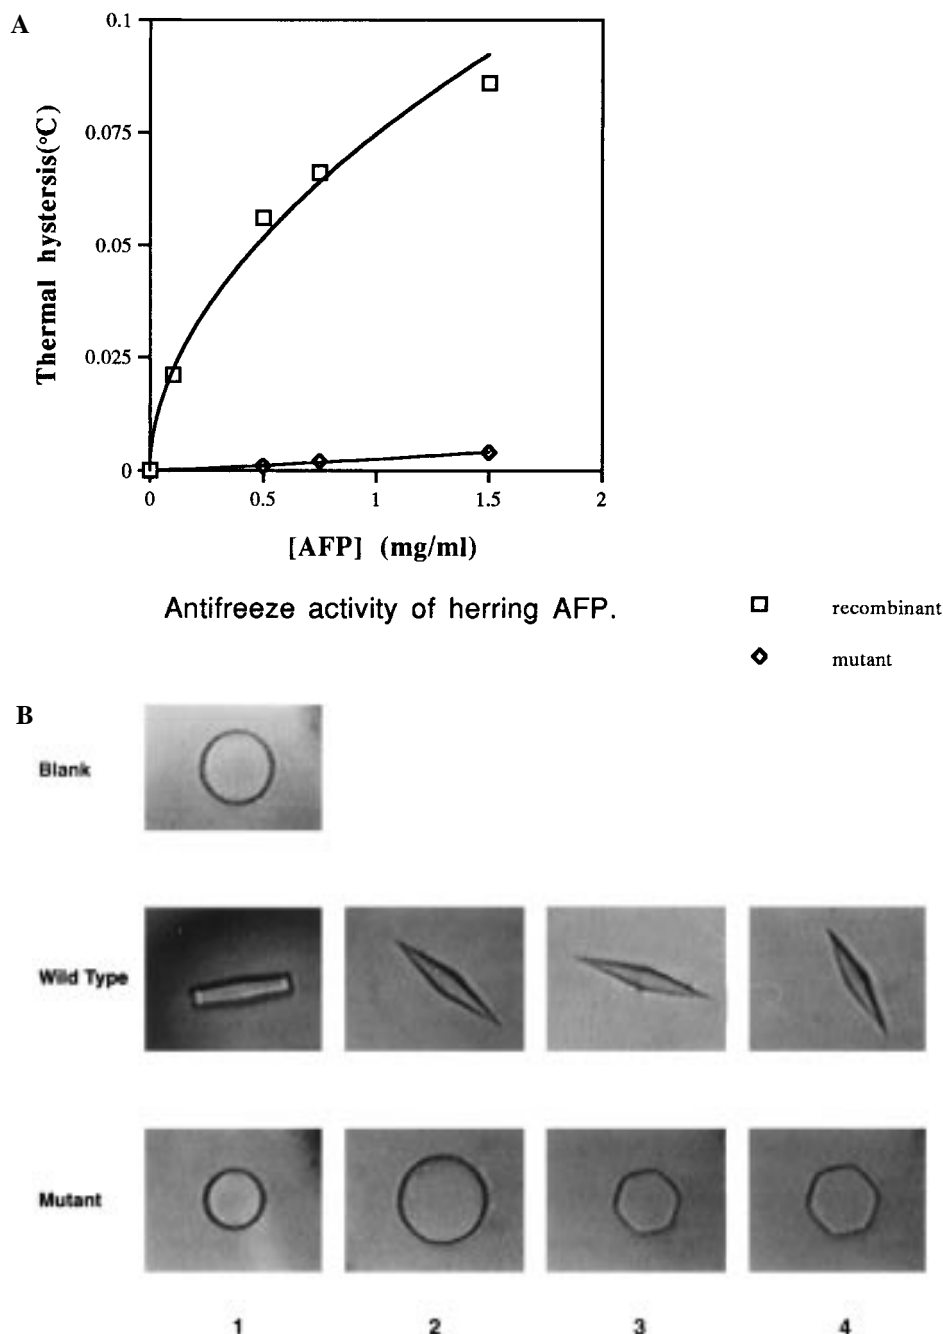 A
0.1
0.075
0.05
0.025
0
Thermal hystersis(°C)
0 0.5 1 1.5 2
[AFP] (mg/ml)
Antifreeze activity of herring AFP.
recombinant
mutant
B
Blank
Wild Type
Mutant
1 2 3 4